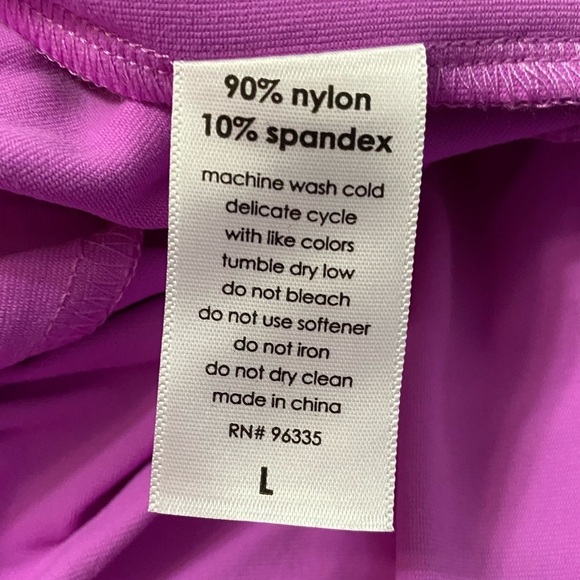 90% nylon
10% spandex
machine wash cold
delicate cycle
with like colors
tumble dry low
do not bleach
do not use softener
do not iron
do not dry clean
made in china
RN# 96335
L